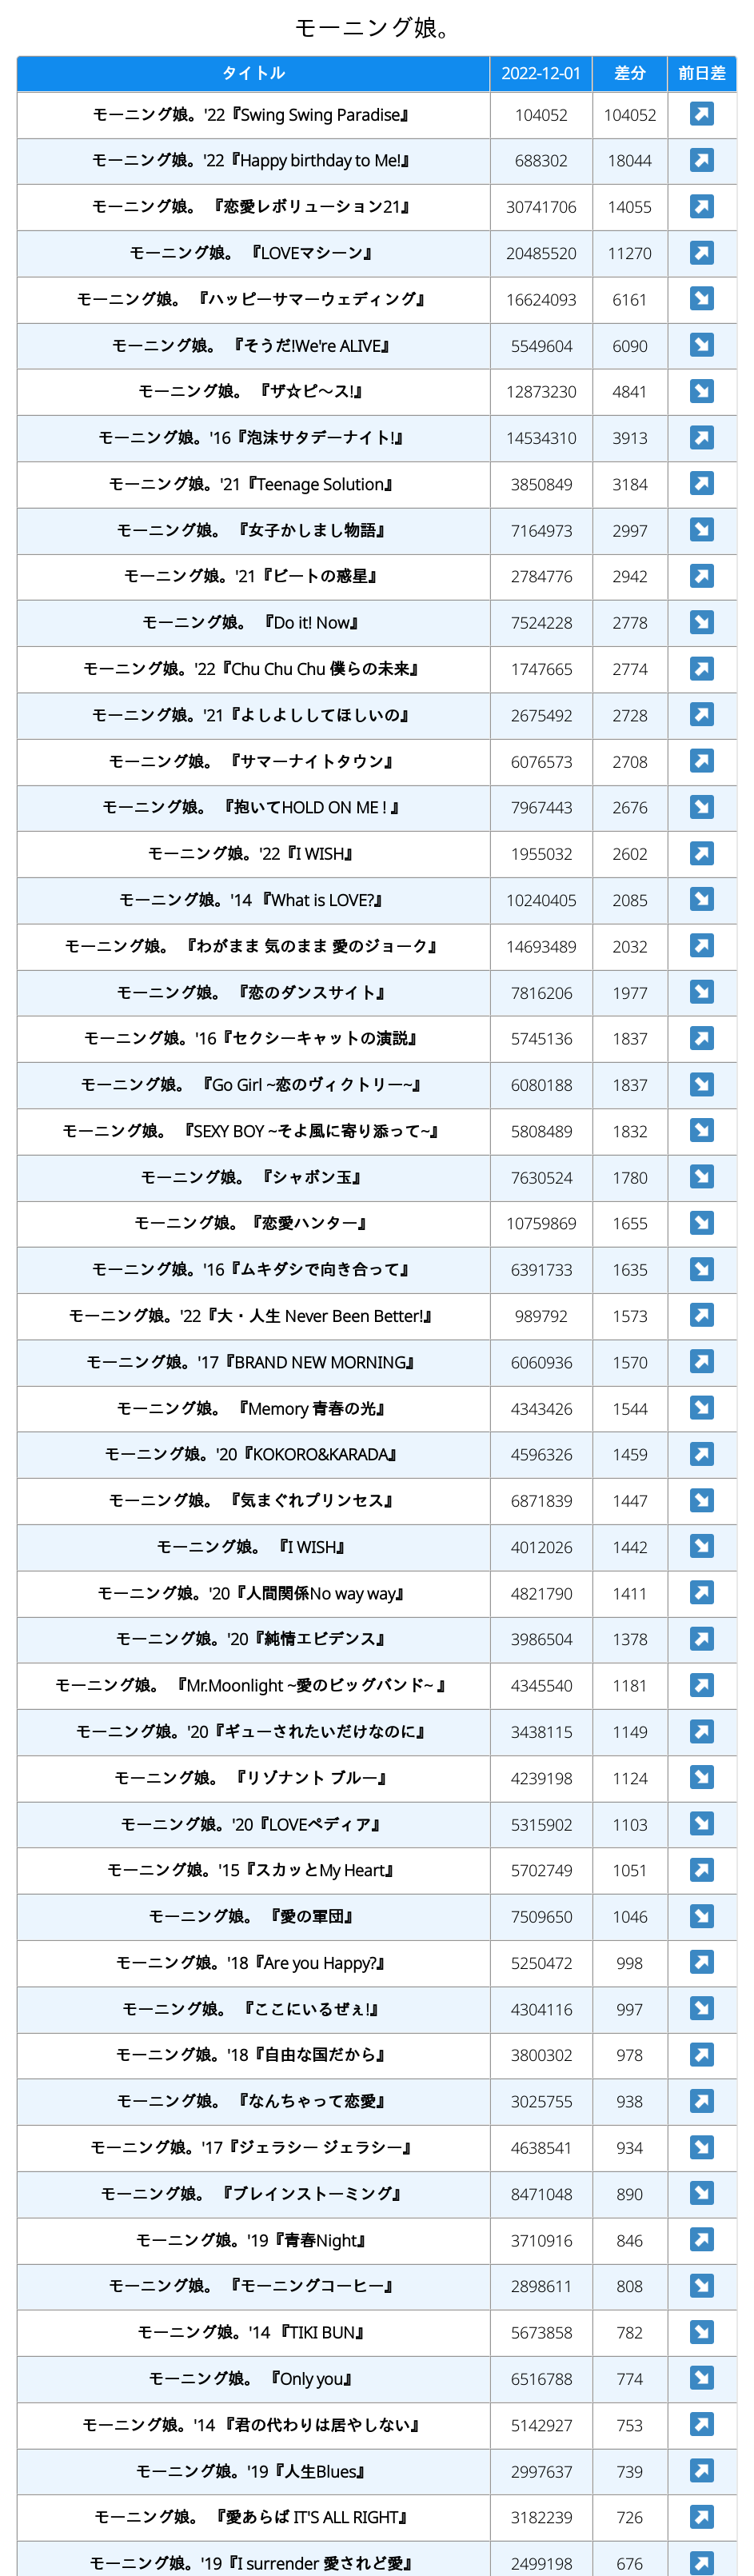 モーニング娘。
タイトル 2022-12-01 差分 前日差
モーニング娘。'22『Swing Swing Paradise』 104052 104052
モーニング娘。'22『Happy birthday to Me!』 688302 18044
モーニング娘。 『恋愛レボリューション21』 30741706 14055
モーニング娘。 『LOVEマシーン』 20485520 11270
モーニング娘。 『ハッピーサマーウェディング』 16624093 6161
モーニング娘。 『そうだ!We're ALIVE』 5549604 6090
モーニング娘。 『ザ☆ピ〜ス!』 12873230 4841
モーニング娘。'16『泡沫サタデーナイト!』 14534310 3913
モーニング娘。'21『Teenage Solution』 3850849 3184
モーニング娘。 『女子かしまし物語』 7164973 2997
モーニング娘。'21『ビートの惑星』 2784776 2942
モーニング娘。 『Do it! Now』 7524228 2778
モーニング娘。'22『Chu Chu Chu 僕らの未来』 1747665 2774
モーニング娘。'21『よしよししてほしいの』 2675492 2728
モーニング娘。 『サマーナイトタウン』 6076573 2708
モーニング娘。 『抱いてHOLD ON ME ! 』 7967443 2676
モーニング娘。'22『I WISH』 1955032 2602
モーニング娘。'14 『What is LOVE?』 10240405 2085
モーニング娘。 『わがまま 気のまま 愛のジョーク』 14693489 2032
モーニング娘。 『恋のダンスサイト』 7816206 1977
モーニング娘。'16『セクシーキャットの演説』 5745136 1837
モーニング娘。 『Go Girl ~恋のヴィクトリー~』 6080188 1837
モーニング娘。 『SEXY BOY ~そよ風に寄り添って~』 5808489 1832
モーニング娘。 『シャボン玉』 7630524 1780
モーニング娘。『恋愛ハンター』 10759869 1655
モーニング娘。'16『ムキダシで向き合って』 6391733 1635
モーニング娘。'22『大・人生 Never Been Better!』 989792 1573
モーニング娘。'17『BRAND NEW MORNING』 6060936 1570
モーニング娘。 『Memory 青春の光』 4343426 1544
モーニング娘。'20『KOKORO&KARADA』 4596326 1459
モーニング娘。 『気まぐれプリンセス』 6871839 1447
モーニング娘。 『I WISH』 4012026 1442
モーニング娘。'20『人間関係No way way』 4821790 1411
モーニング娘。'20『純情エビデンス』 3986504 1378
モーニング娘。 『Mr.Moonlight ~愛のビッグバンド~ 』 4345540 1181
モーニング娘。'20『ギューされたいだけなのに』 3438115 1149
モーニング娘。 『リゾナント ブルー』 4239198 1124
モーニング娘。'20『LOVEペディア』 5315902 1103
モーニング娘。'15『スカッとMy Heart』 5702749 1051
モーニング娘。 『愛の軍団』 7509650 1046
モーニング娘。'18『Are you Happy?』 5250472 998
モーニング娘。 『ここにいるぜぇ!』 4304116 997
モーニング娘。'18『自由な国だから』 3800302 978
モーニング娘。 『なんちゃって恋愛』 3025755 938
モーニング娘。'17『ジェラシー ジェラシー』 4638541 934
モーニング娘。 『ブレインストーミング』 8471048 890
モーニング娘。'19『青春Night』 3710916 846
モーニング娘。 『モーニングコーヒー』 2898611 808
モーニング娘。'14 『TIKI BUN』 5673858 782
モーニング娘。 『Only you』 6516788 774
モーニング娘。'14 『君の代わりは居やしない』 5142927 753
モーニング娘。'19『人生Blues』 2997637 739
モーニング娘。 『愛あらば IT'S ALL RIGHT』 3182239 726
モーニング娘。'19『I surrender 愛されど愛』 2499198 676